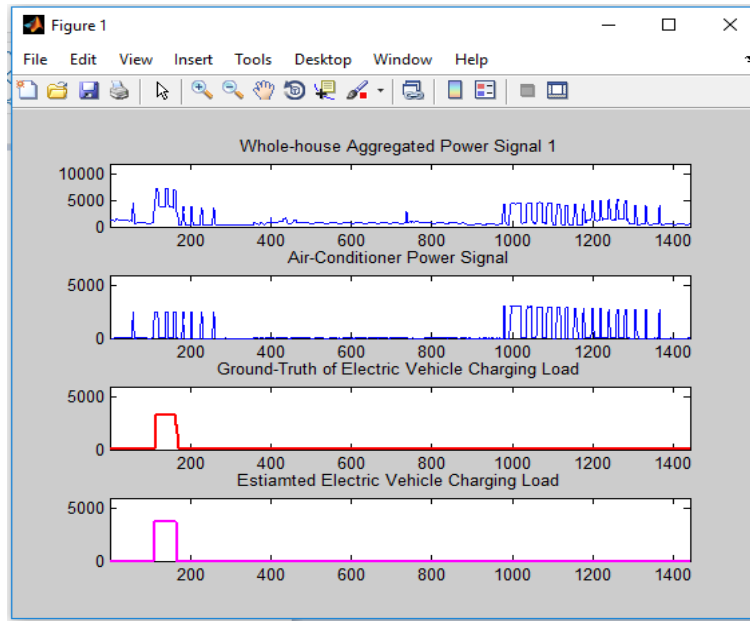 Figure 1
File Edit View Insert Tools Desktop Window Help
Whole-house Aggregated Power Signal 1
10000
5000
0
200 400 600 800 1000 1200 1400
Air-Conditioner Power Signal
5000
0
200 400 600 800 1000 1200 1400
Ground-Truth of Electric Vehicle Charging Load
5000
0
200 400 600 800 1000 1200 1400
Estiamted Electric Vehicle Charging Load
5000
0
200 400 600 800 1000 1200 1400